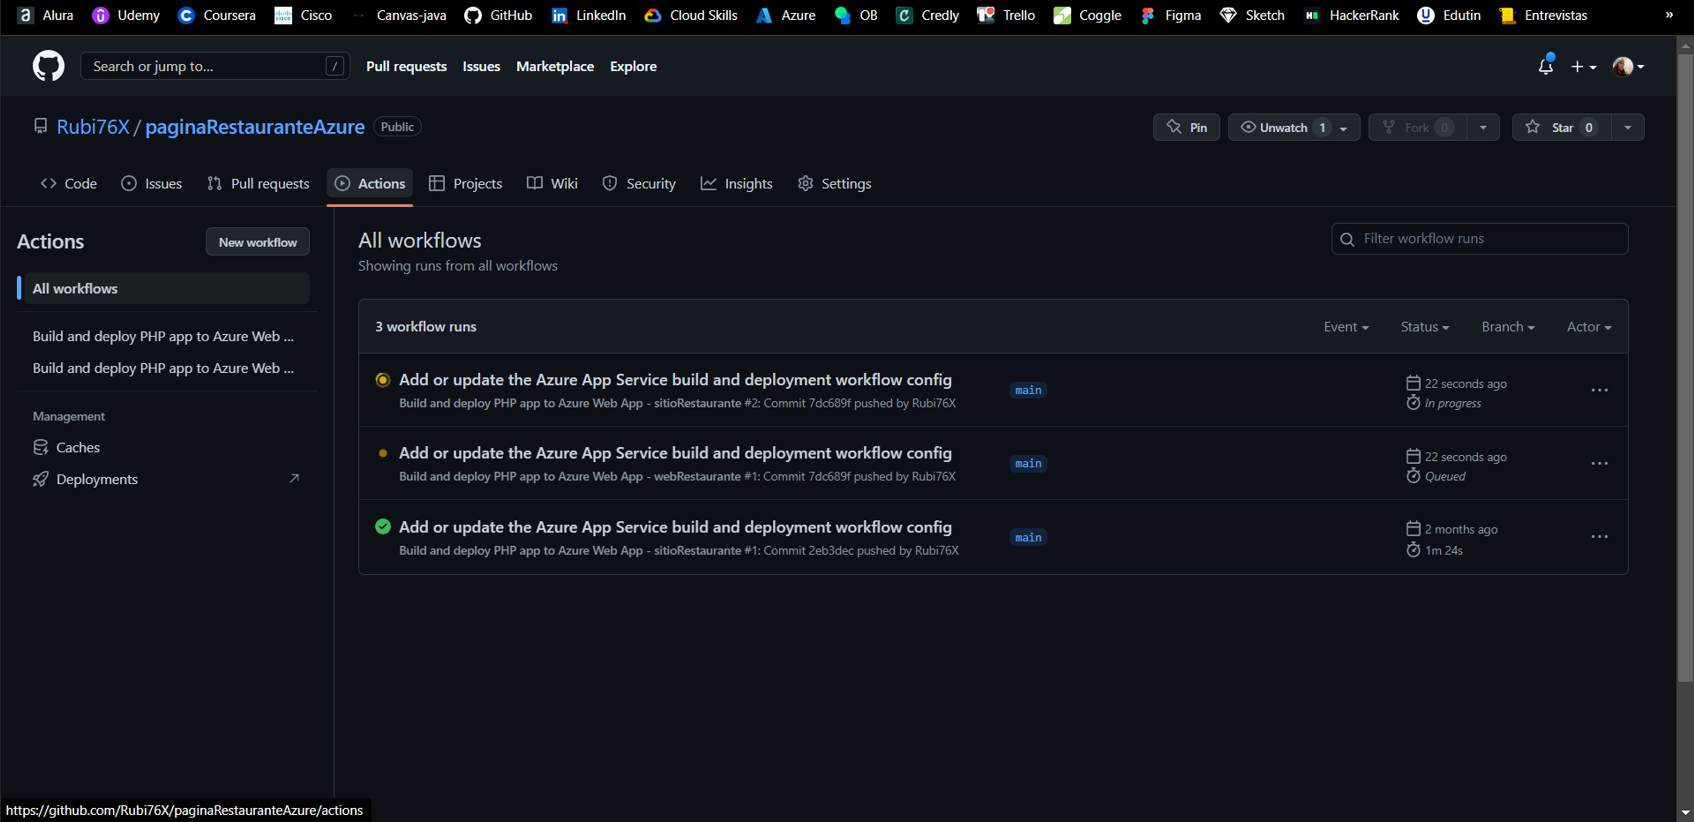 Alura Udemy Coursera Cisco Canvas-java GitHub LinkedIn Cloud Skills Azure OB Credly Trello Coggle Figma Sketch HackerRank Edutin Entrevistas »
Search or jump to... / Pull requests Issues Marketplace Explore
Rubi76X / paginaRestauranteAzure Public Pin Unwatch 1 Fork 0 Star 0
Code Issues Pull requests Actions Projects Wiki Security Insights Settings
Actions New workflow
All workflows
Build and deploy PHP app to Azure Web ...
Build and deploy PHP app to Azure Web ...
Management
Caches
Deployments
All workflows
Showing runs from all workflows
Filter workflow runs
3 workflow runs Event Status Branch Actor
Add or update the Azure App Service build and deployment workflow config main 22 seconds ago
Build and deploy PHP app to Azure Web App - sitioRestaurante #2: Commit 7dc689f pushed by Rubi76X In progress
Add or update the Azure App Service build and deployment workflow config main 22 seconds ago
Build and deploy PHP app to Azure Web App - webRestaurante #1: Commit 7dc689f pushed by Rubi76X Queued
Add or update the Azure App Service build and deployment workflow config main 2 months ago
Build and deploy PHP app to Azure Web App - sitioRestaurante #1: Commit 2eb3dec pushed by Rubi76X 1m 24s
https://github.com/Rubi76X/paginaRestauranteAzure/actions